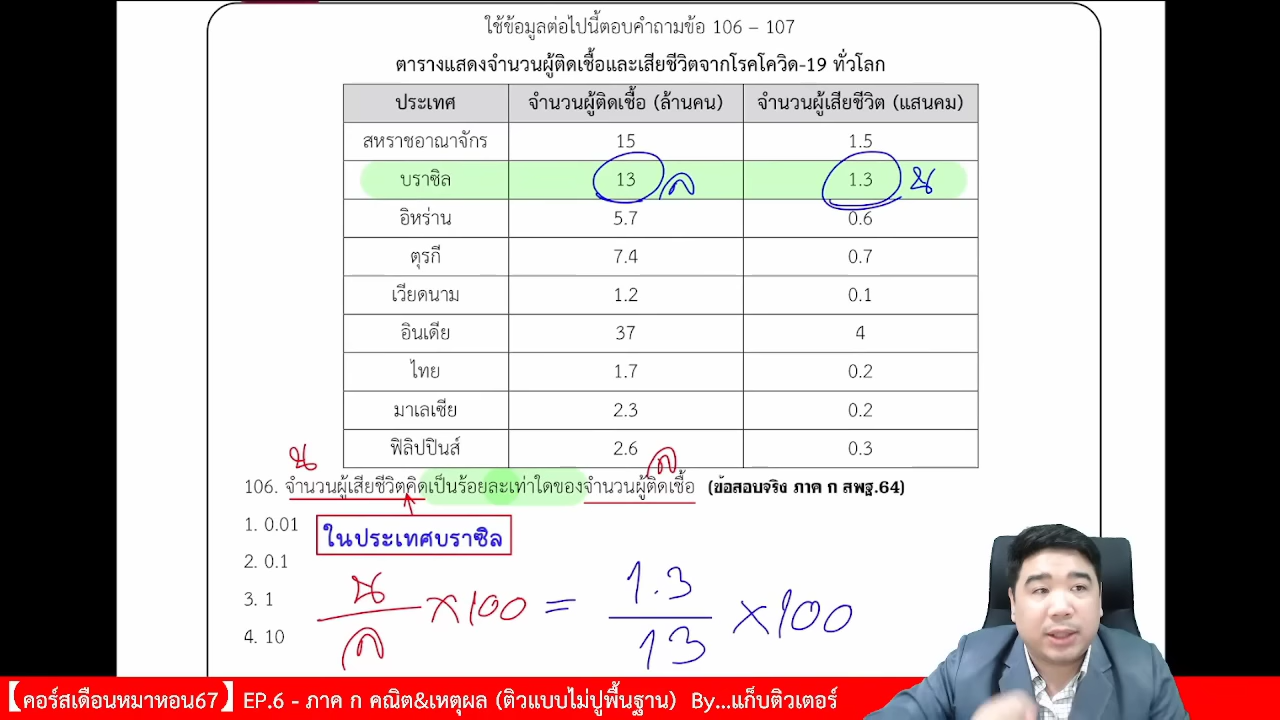 ใช้ข้อมูลต่อไปนี้ตอบคำถามข้อ 106 – 107
ตารางแสดงจำนวนผู้ติดเชื้อและเสียชีวิตจากโรคโควิด-19 ทั่วโลก
ประเทศ จำนวนผู้ติดเชื้อ (ล้านคน) จำนวนผู้เสียชีวิต (แสนคม)
สหราชอาณาจักร 15 1.5
บราซิล 13 ล 1.3 น
อิหร่าน 5.7 0.6
ตุรกี 7.4 0.7
เวียดนาม 1.2 0.1
อินเดีย 37 4
ไทย 1.7 0.2
มาเลเซีย 2.3 0.2
ฟิลิปปินส์ 2.6 0.3
น ล
106. จำนวนผู้เสียชีวิตคิดเป็นร้อยละเท่าใดของจำนวนผู้ติดเชื้อ (ข้อสอบจริง ภาค ก สพฐ.64)
1. 0.01
ในประเทศบราซิล
2. 0.1
3. 1
4. 10
น/ล ×100 = 1.3/13 ×100
【คอร์สเดือนหมาหอน67】 EP.6 - ภาค ก คณิต&เหตุผล (ติวแบบไม่ปูพื้นฐาน) By...แก็บติวเตอร์